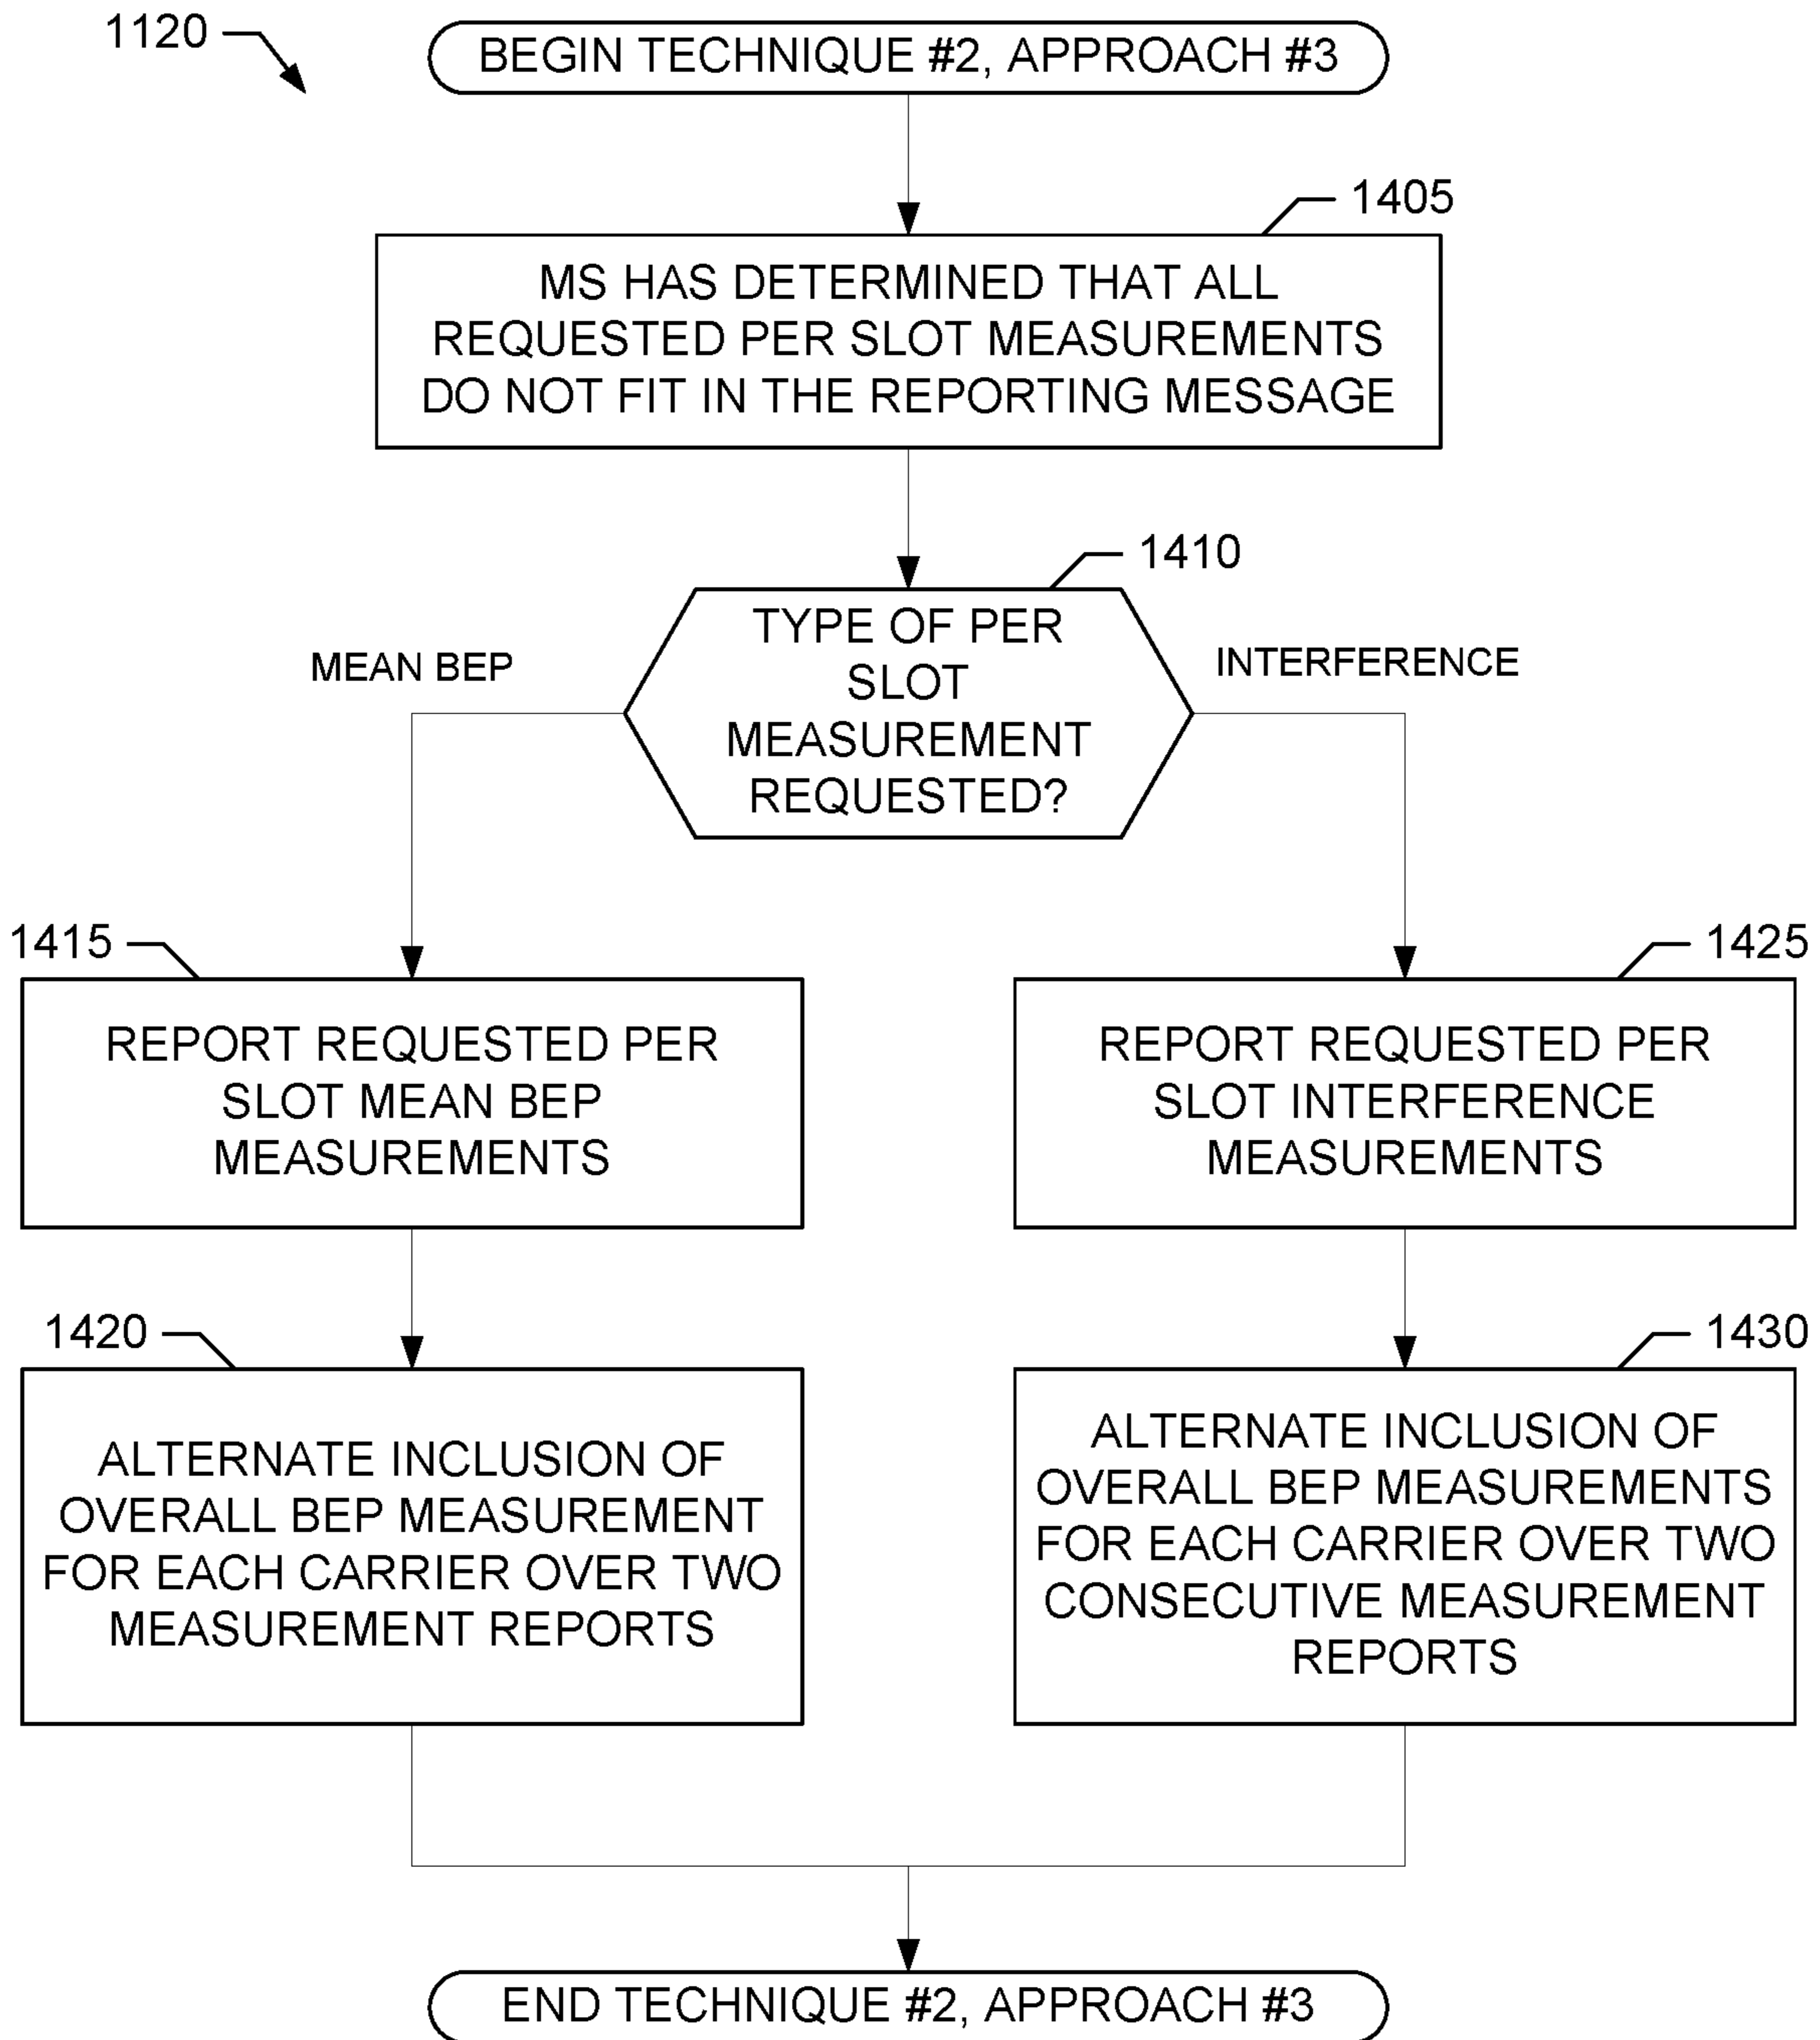 1120
BEGIN TECHNIQUE #2, APPROACH #3
1405
MS HAS DETERMINED THAT ALL
REQUESTED PER SLOT MEASUREMENTS
DO NOT FIT IN THE REPORTING MESSAGE
1410
TYPE OF PER
SLOT
MEASUREMENT
REQUESTED?
MEAN BEP
INTERFERENCE
1415
REPORT REQUESTED PER
SLOT MEAN BEP
MEASUREMENTS
1425
REPORT REQUESTED PER
SLOT INTERFERENCE
MEASUREMENTS
1420
ALTERNATE INCLUSION OF
OVERALL BEP MEASUREMENT
FOR EACH CARRIER OVER TWO
MEASUREMENT REPORTS
1430
ALTERNATE INCLUSION OF
OVERALL BEP MEASUREMENTS
FOR EACH CARRIER OVER TWO
CONSECUTIVE MEASUREMENT
REPORTS
END TECHNIQUE #2, APPROACH #3